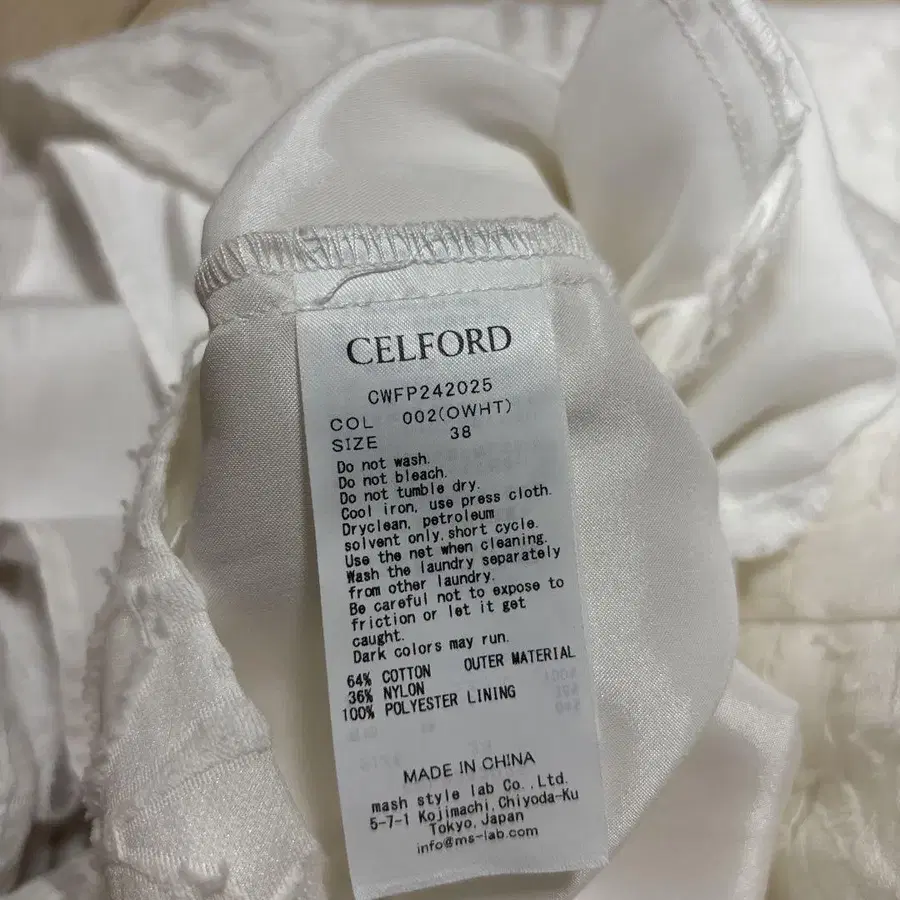 CELFORD
CWFP242025
COL 002(OWHT)
SIZE 38
Do not wash.
Do not bleach.
Do not tumble dry.
Cool iron, use press cloth.
Dryclean, petroleum
solvent only,short cycle.
Use the net when cleaning.
Wash the laundry separately
from other laundry.
Be careful not to expose to
friction or let it get
caught.
Dark colors may run.
64% COTTON OUTER MATERIAL
36% NYLON
100% POLYESTER LINING
MADE IN CHINA
mash style lab Co.,Ltd.
5-7-1 Kojimachi,Chiyoda-Ku
Tokyo,Japan
info@ms-lab.com